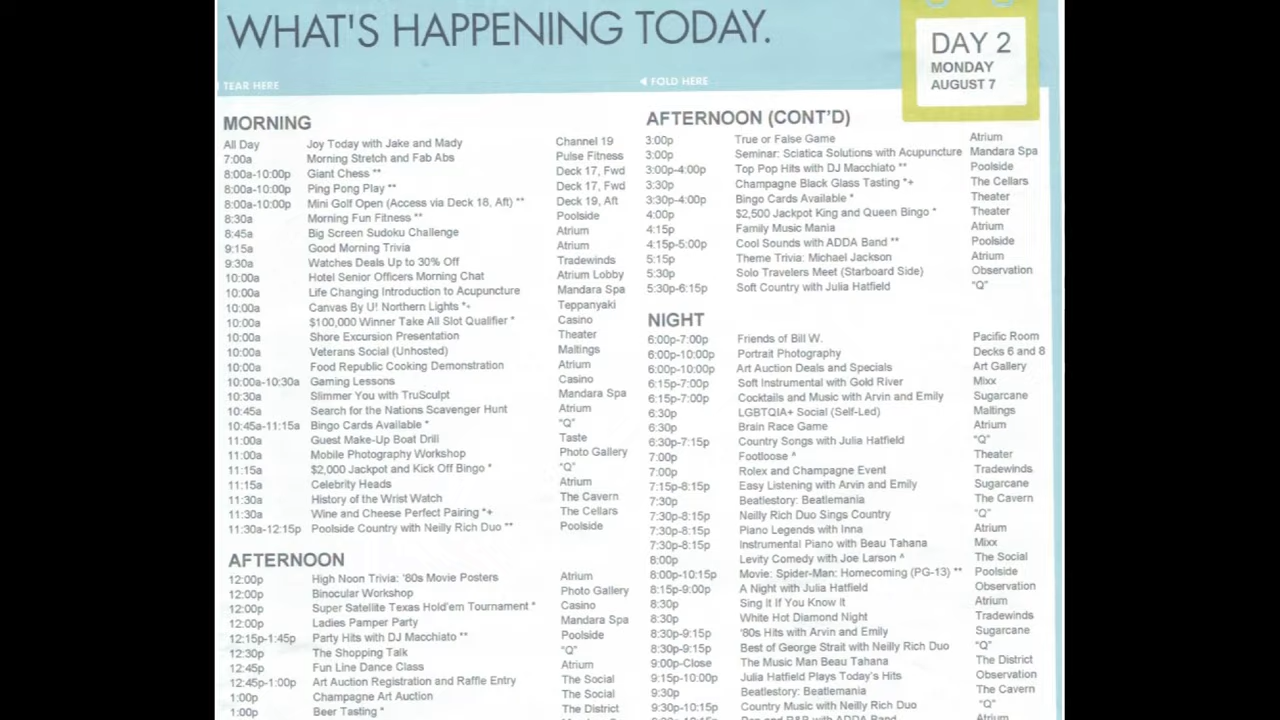 WHAT'S HAPPENING TODAY.
DAY 2
MONDAY
AUGUST 7
TEAR HERE
◄ FOLD HERE
MORNING
All Day Joy Today with Jake and Mady Channel 19
7:00a Morning Stretch and Fab Abs Pulse Fitness
8:00a-10:00p Giant Chess ** Deck 17, Fwd
8:00a-10:00p Ping Pong Play ** Deck 17, Fwd
8:00a-10:00p Mini Golf Open (Access via Deck 18, Aft) ** Deck 19, Aft
8:30a Morning Fun Fitness ** Poolside
8:45a Big Screen Sudoku Challenge Atrium
9:15a Good Morning Trivia Atrium
9:30a Watches Deals Up to 30% Off Tradewinds
10:00a Hotel Senior Officers Morning Chat Atrium Lobby
10:00a Life Changing Introduction to Acupuncture Mandara Spa
10:00a Canvas By U! Northern Lights *+ Teppanyaki
10:00a $100,000 Winner Take All Slot Qualifier * Casino
10:00a Shore Excursion Presentation Theater
10:00a Veterans Social (Unhosted) Maltings
10:00a Food Republic Cooking Demonstration Atrium
10:00a-10:30a Gaming Lessons Casino
10:30a Slimmer You with TruSculpt Mandara Spa
10:45a Search for the Nations Scavenger Hunt Atrium
10:45a-11:15a Bingo Cards Available * "Q"
11:00a Guest Make-Up Boat Drill Taste
11:00a Mobile Photography Workshop Photo Gallery
11:15a $2,000 Jackpot and Kick Off Bingo * "Q"
11:15a Celebrity Heads Atrium
11:30a History of the Wrist Watch The Cavern
11:30a Wine and Cheese Perfect Pairing *+ The Cellars
11:30a-12:15p Poolside Country with Neilly Rich Duo ** Poolside
AFTERNOON
12:00p High Noon Trivia: '80s Movie Posters Atrium
12:00p Binocular Workshop Photo Gallery
12:00p Super Satellite Texas Hold'em Tournament * Casino
12:00p Ladies Pamper Party Mandara Spa
12:15p-1:45p Party Hits with DJ Macchiato ** Poolside
12:30p The Shopping Talk "Q"
12:45p Fun Line Dance Class Atrium
12:45p-1:00p Art Auction Registration and Raffle Entry The Social
1:00p Champagne Art Auction The Social
1:00p Beer Tasting * The District
AFTERNOON (CONT'D)
3:00p True or False Game Atrium
3:00p Seminar: Sciatica Solutions with Acupuncture Mandara Spa
3:00p-4:00p Top Pop Hits with DJ Macchiato ** Poolside
3:30p Champagne Black Glass Tasting *+ The Cellars
3:30p-4:00p Bingo Cards Available * Theater
4:00p $2,500 Jackpot King and Queen Bingo * Theater
4:15p Family Music Mania Atrium
4:15p-5:00p Cool Sounds with ADDA Band ** Poolside
5:15p Theme Trivia: Michael Jackson Atrium
5:30p Solo Travelers Meet (Starboard Side) Observation
5:30p-6:15p Soft Country with Julia Hatfield "Q"
NIGHT
6:00p-7:00p Friends of Bill W. Pacific Room
6:00p-10:00p Portrait Photography Decks 6 and 8
6:00p-10:00p Art Auction Deals and Specials Art Gallery
6:15p-7:00p Soft Instrumental with Gold River Mixx
6:15p-7:00p Cocktails and Music with Arvin and Emily Sugarcane
6:30p LGBTQIA+ Social (Self-Led) Maltings
6:30p Brain Race Game Atrium
6:30p-7:15p Country Songs with Julia Hatfield "Q"
7:00p Footloose ^ Theater
7:00p Rolex and Champagne Event Tradewinds
7:15p-8:15p Easy Listening with Arvin and Emily Sugarcane
7:30p Beatlestory: Beatlemania The Cavern
7:30p-8:15p Neilly Rich Duo Sings Country "Q"
7:30p-8:15p Piano Legends with Inna Atrium
7:30p-8:15p Instrumental Piano with Beau Tahana Mixx
8:00p Levity Comedy with Joe Larson ^ The Social
8:00p-10:15p Movie: Spider-Man: Homecoming (PG-13) ** Poolside
8:15p-9:00p A Night with Julia Hatfield Observation
8:30p Sing it If You Know It Atrium
8:30p White Hot Diamond Night Tradewinds
8:30p-9:15p '80s Hits with Arvin and Emily Sugarcane
8:30p-9:15p Best of George Strait with Neilly Rich Duo "Q"
9:00p-Close The Music Man Beau Tahana The District
9:15p-10:00p Julia Hatfield Plays Today's Hits Observation
9:30p Beatlestory: Beatlemania The Cavern
9:30p-10:15p Country Music with Neilly Rich Duo "Q"
Pop and R&B with ADDA Band Atrium